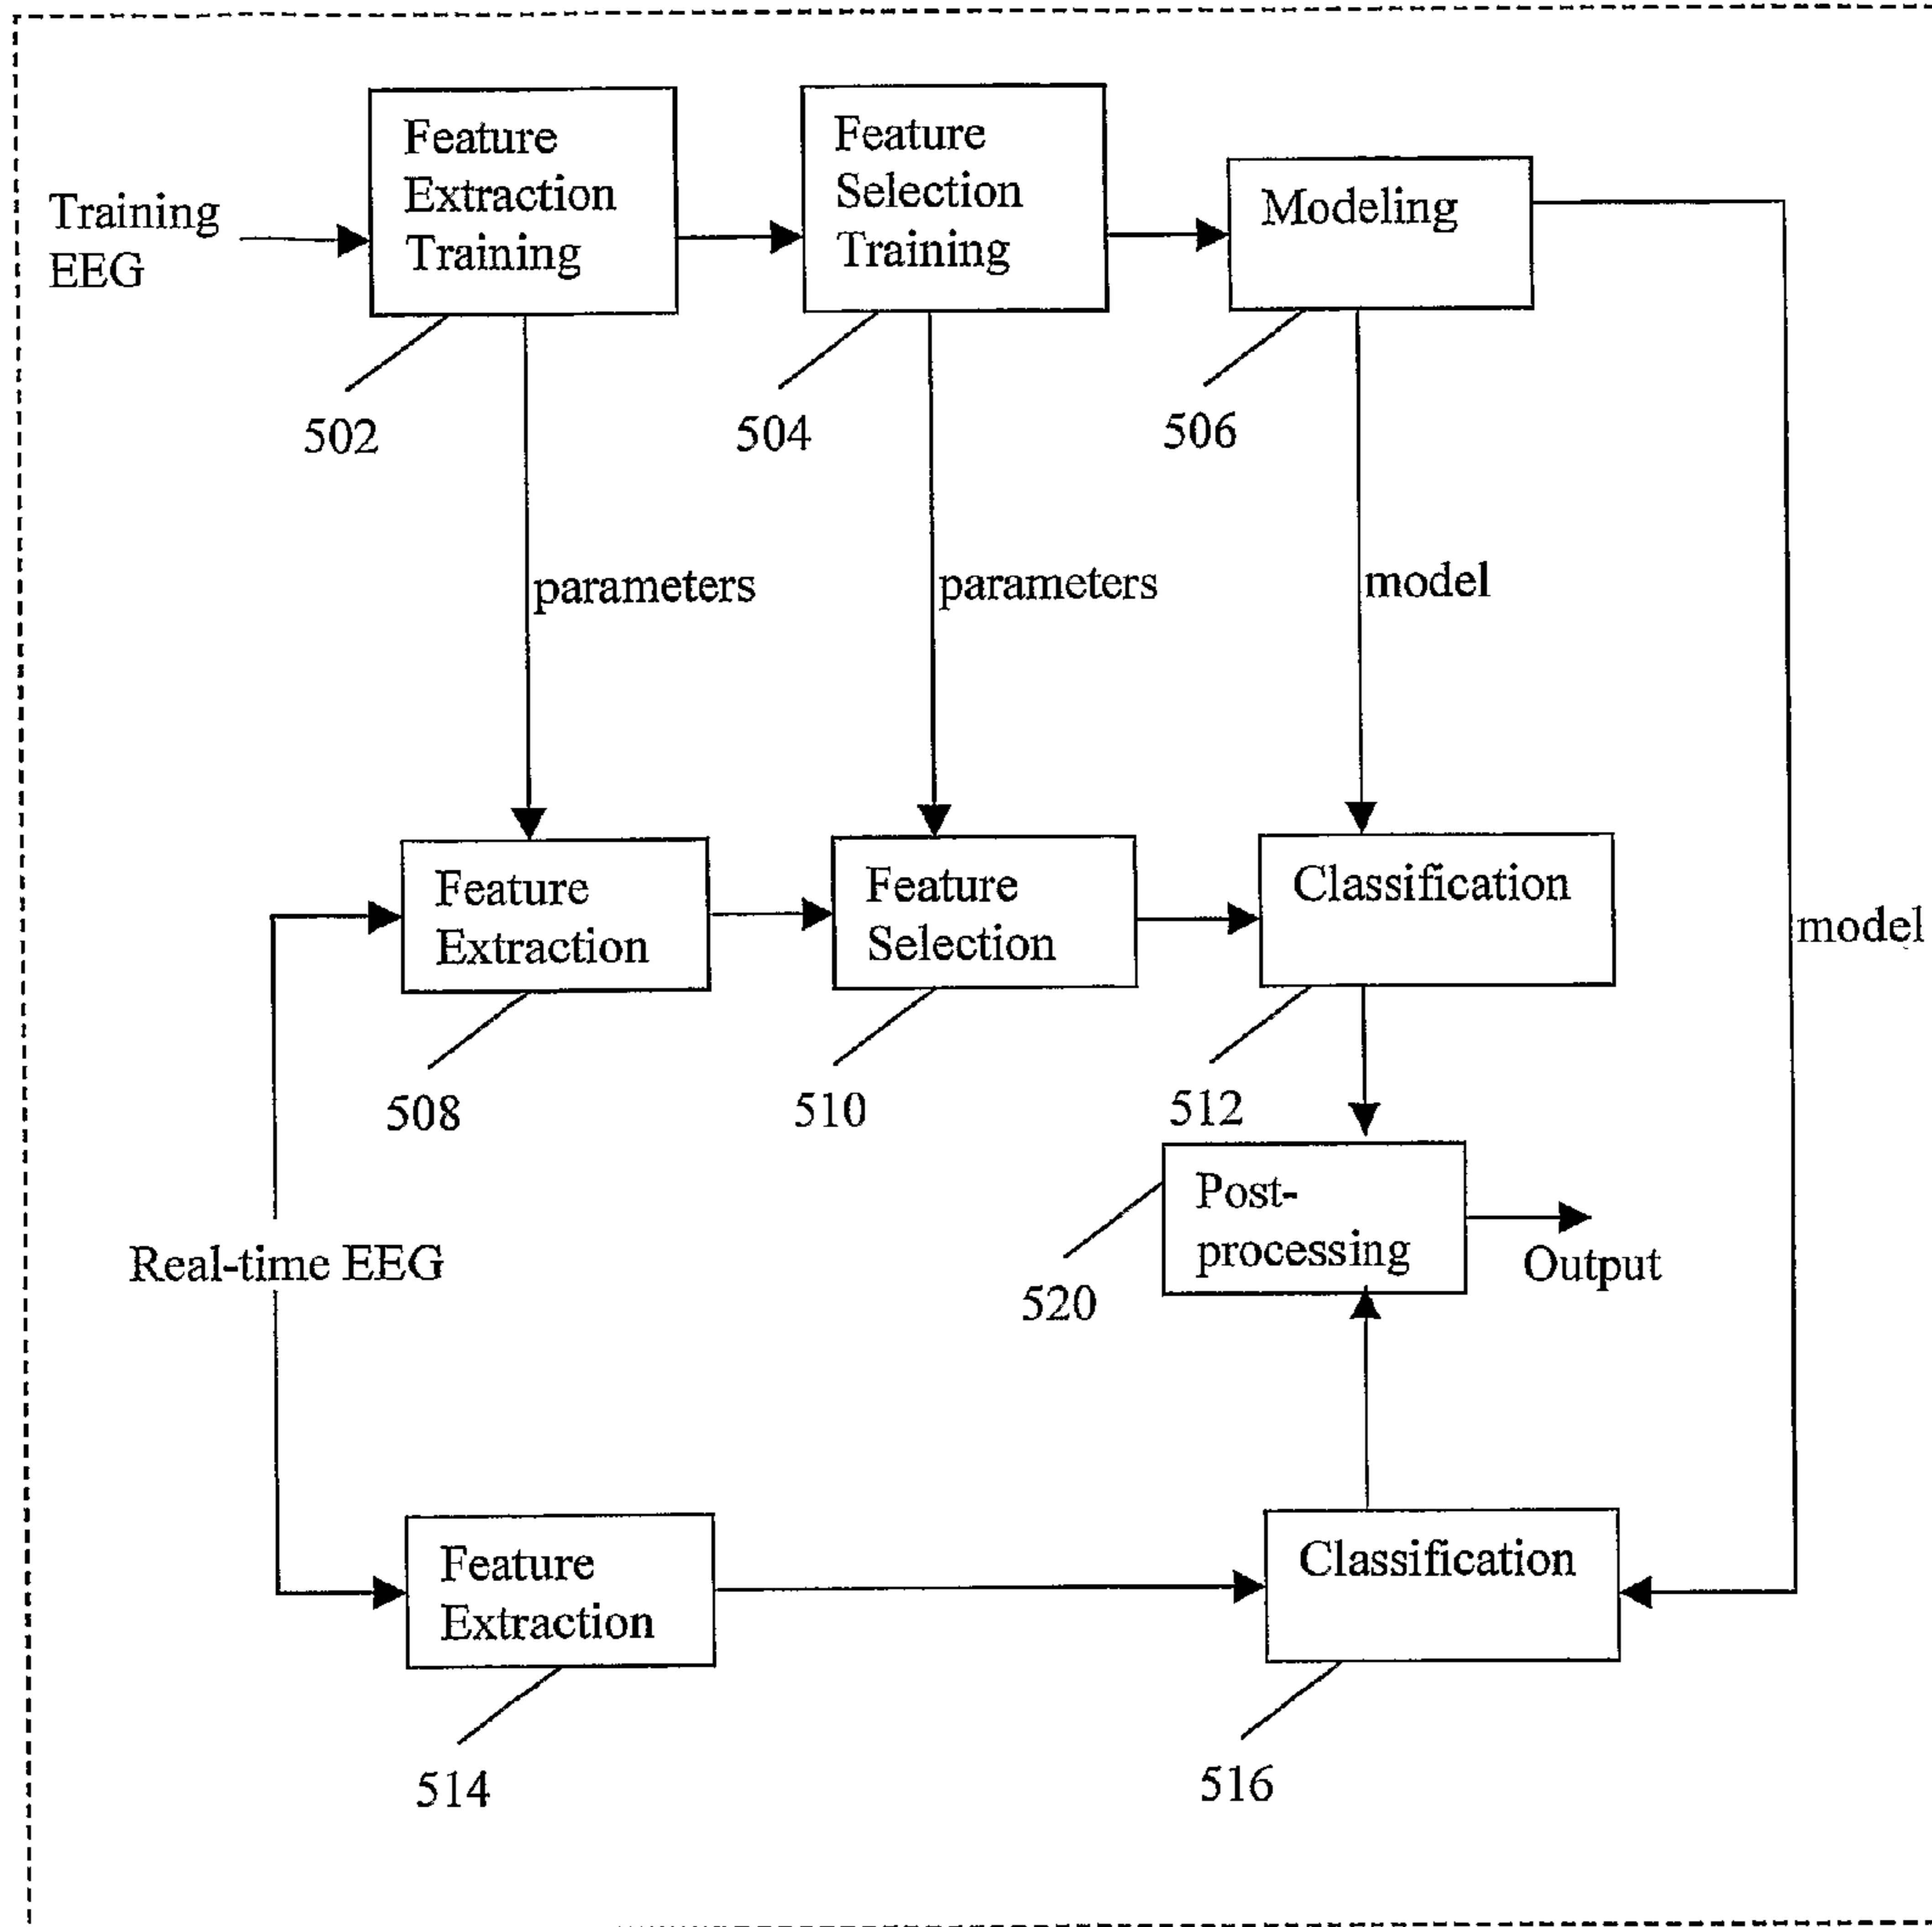 Training
EEG
Feature
Extraction
Training
Feature
Selection
Training
Modeling
502
504
506
parameters
parameters
model
model
Feature
Extraction
Feature
Selection
Classification
508
510
512
Real-time EEG
Post-
processing
520
Output
Feature
Extraction
Classification
514
516